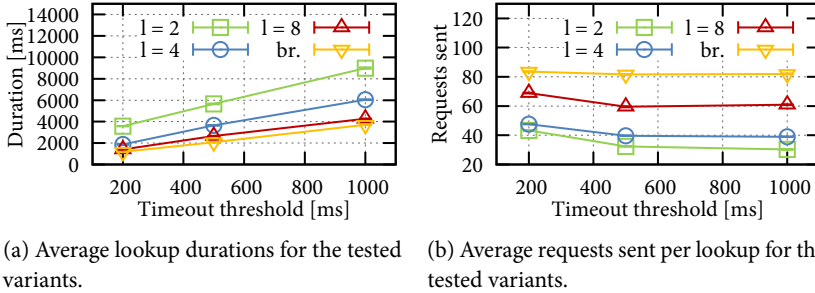 14000
12000
10000
8000
6000
4000
2000
0
Duration [ms]
l = 2
l = 4
l = 8
br.
200 400 600 800 1000
Timeout threshold [ms]
(a) Average lookup durations for the tested
variants.
120
100
80
60
40
20
Requests sent
l = 2
l = 4
l = 8
br.
200 400 600 800 1000
Timeout threshold [ms]
(b) Average requests sent per lookup for th
tested variants.